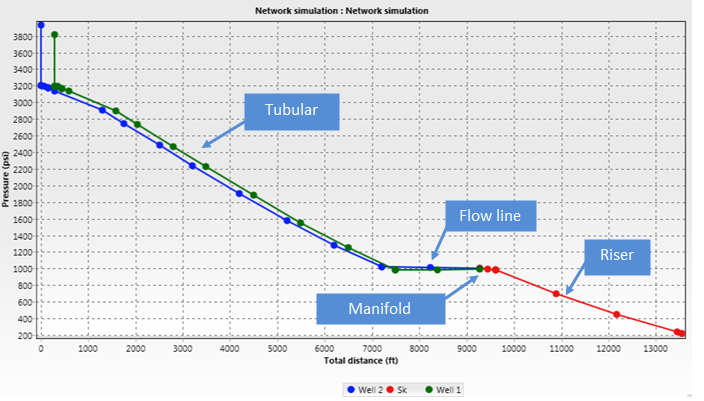 Network simulation : Network simulation
3800
3600
3400
3200
3000
2800
2600
2400
2200
2000
1800
1600
1400
1200
1000
800
600
400
200
Pressure (psi)
Tubular
Flow line
Riser
Manifold
0 1000 2000 3000 4000 5000 6000 7000 8000 9000 10000 11000 12000 13000
Total distance (ft)
Well 2 Sk Well 1